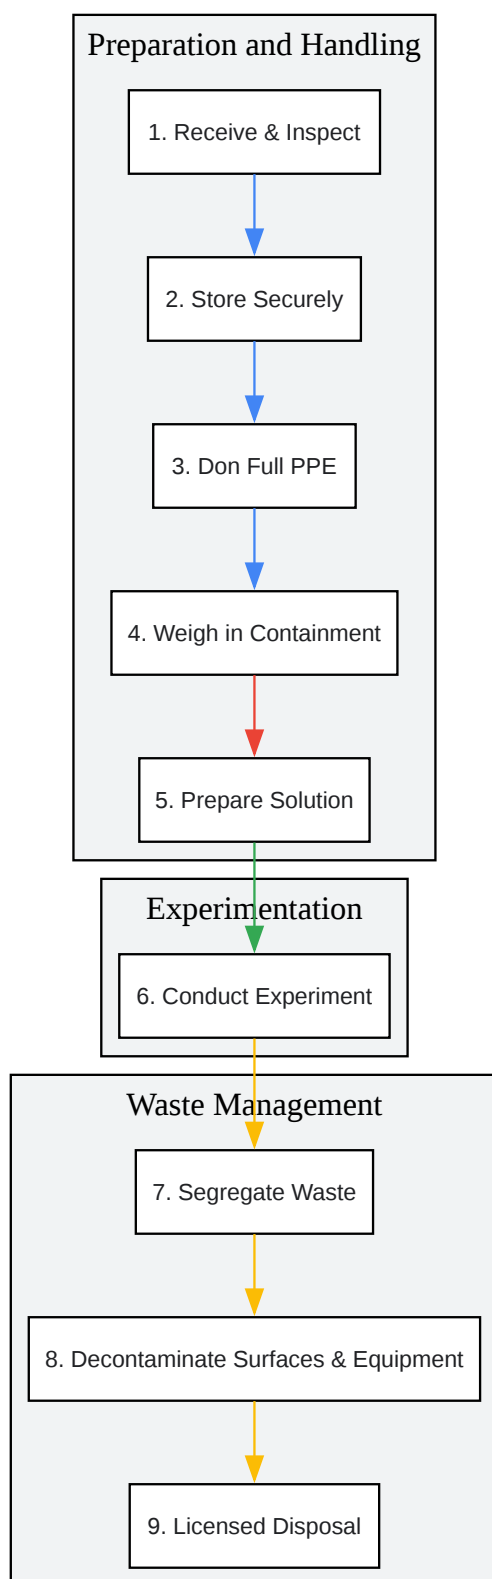 Preparation and Handling
1. Receive & Inspect
2. Store Securely
3. Don Full PPE
4. Weigh in Containment
5. Prepare Solution
Experimentation
6. Conduct Experiment
Waste Management
7. Segregate Waste
8. Decontaminate Surfaces & Equipment
9. Licensed Disposal